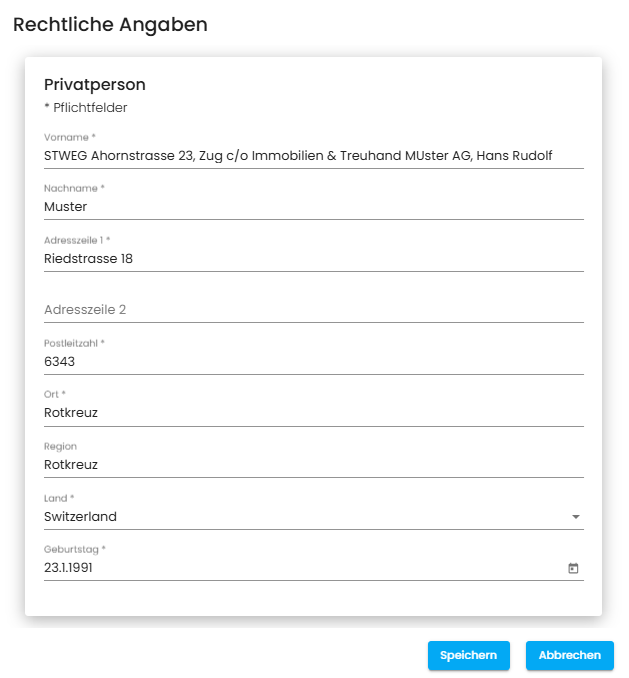 Rechtliche Angaben
Privatperson
* Pflichtfelder
Vorname *
STWEG Ahornstrasse 23, Zug c/o Immobilien & Treuhand MUster AG, Hans Rudolf
Nachname *
Muster
Adresszeile 1 *
Riedstrasse 18
Adresszeile 2
Postleitzahl *
6343
Ort *
Rotkreuz
Region
Rotkreuz
Land *
Switzerland
Geburtstag *
23.1.1991
Speichern Abbrechen